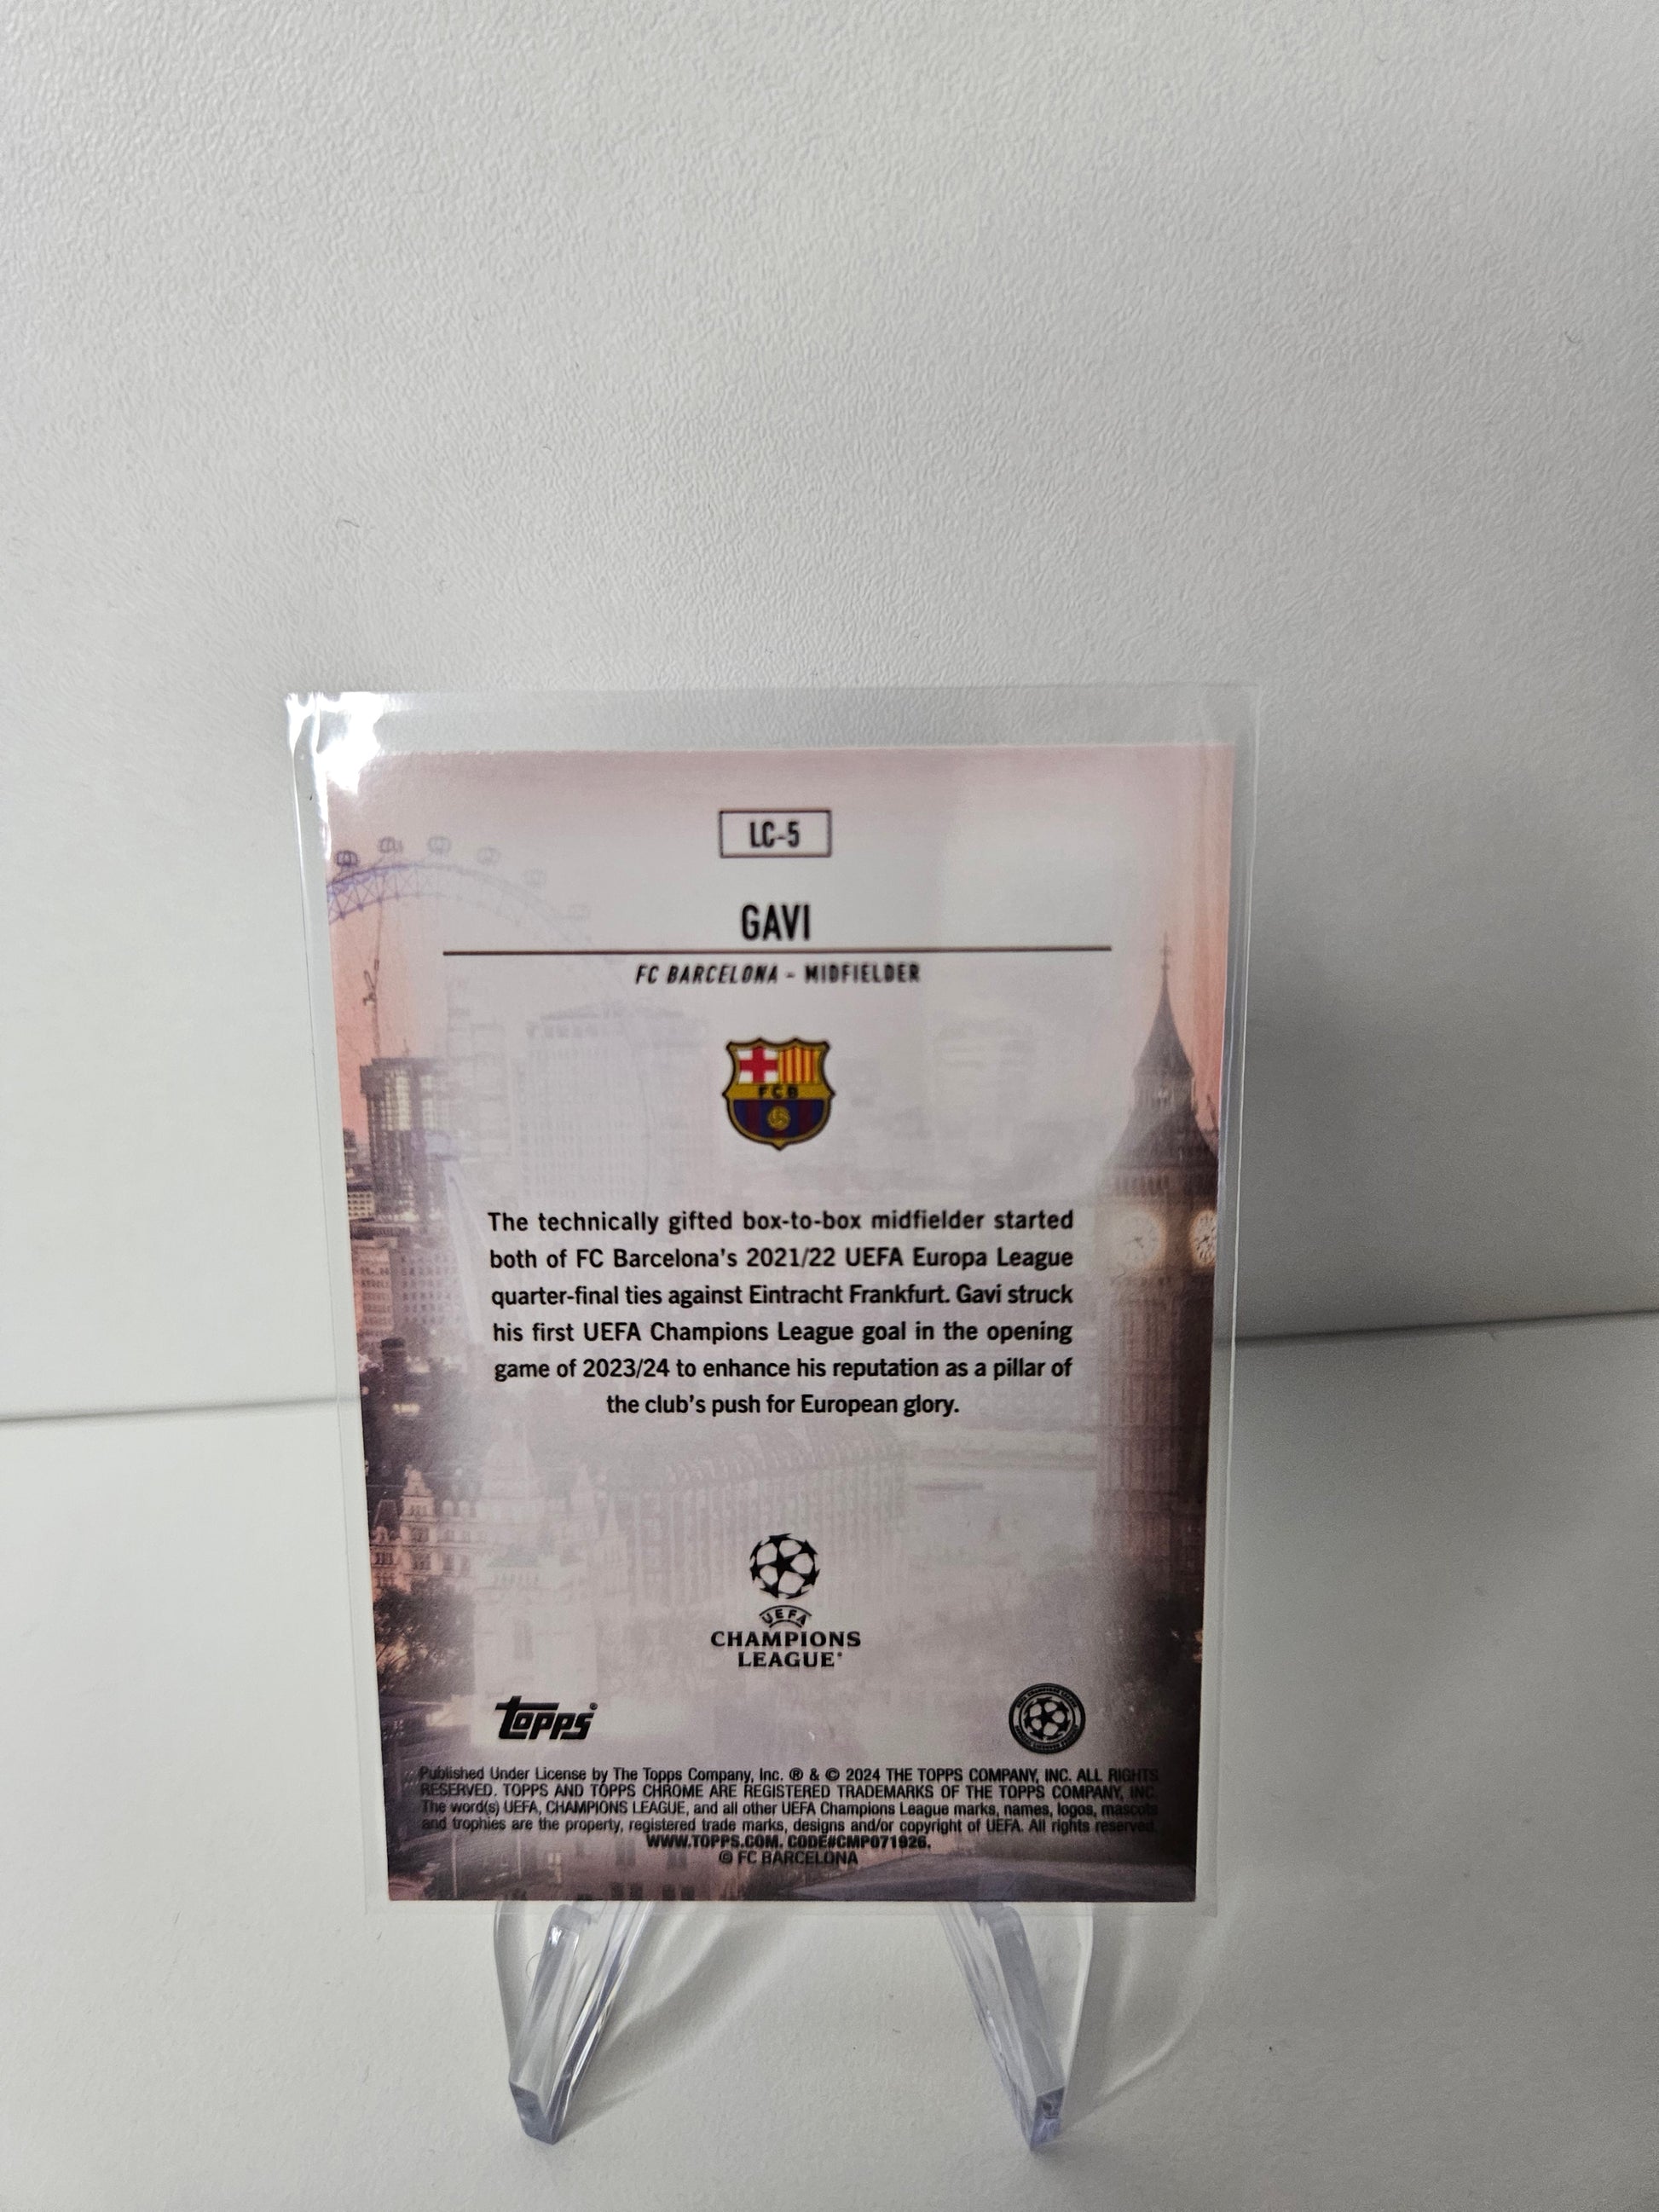 LC-5
GAVI
FC BARCELONA - MIDFIELDER
FCB
The technically gifted box-to-box midfielder started
both of FC Barcelona's 2021/22 UEFA Europa League
quarter-final ties against Eintracht Frankfurt. Gavi struck
his first UEFA Champions League goal in the opening
game of 2023/24 to enhance his reputation as a pillar of
the club's push for European glory.
UEFA
CHAMPIONS
LEAGUE®
topps®
Published Under License by The Topps Company, Inc. ® & © 2024 THE TOPPS COMPANY, INC. ALL RIGHTS
RESERVED. TOPPS AND TOPPS CHROME ARE REGISTERED TRADEMARKS OF THE TOPPS COMPANY, INC.
The word(s) UEFA, CHAMPIONS LEAGUE, and all other UEFA Champions League marks, names, logos, mascots
and trophies are the property, registered trade marks, designs and/or copyright of UEFA. All rights reserved.
WWW.TOPPS.COM. CODE#CMP071926.
© FC BARCELONA